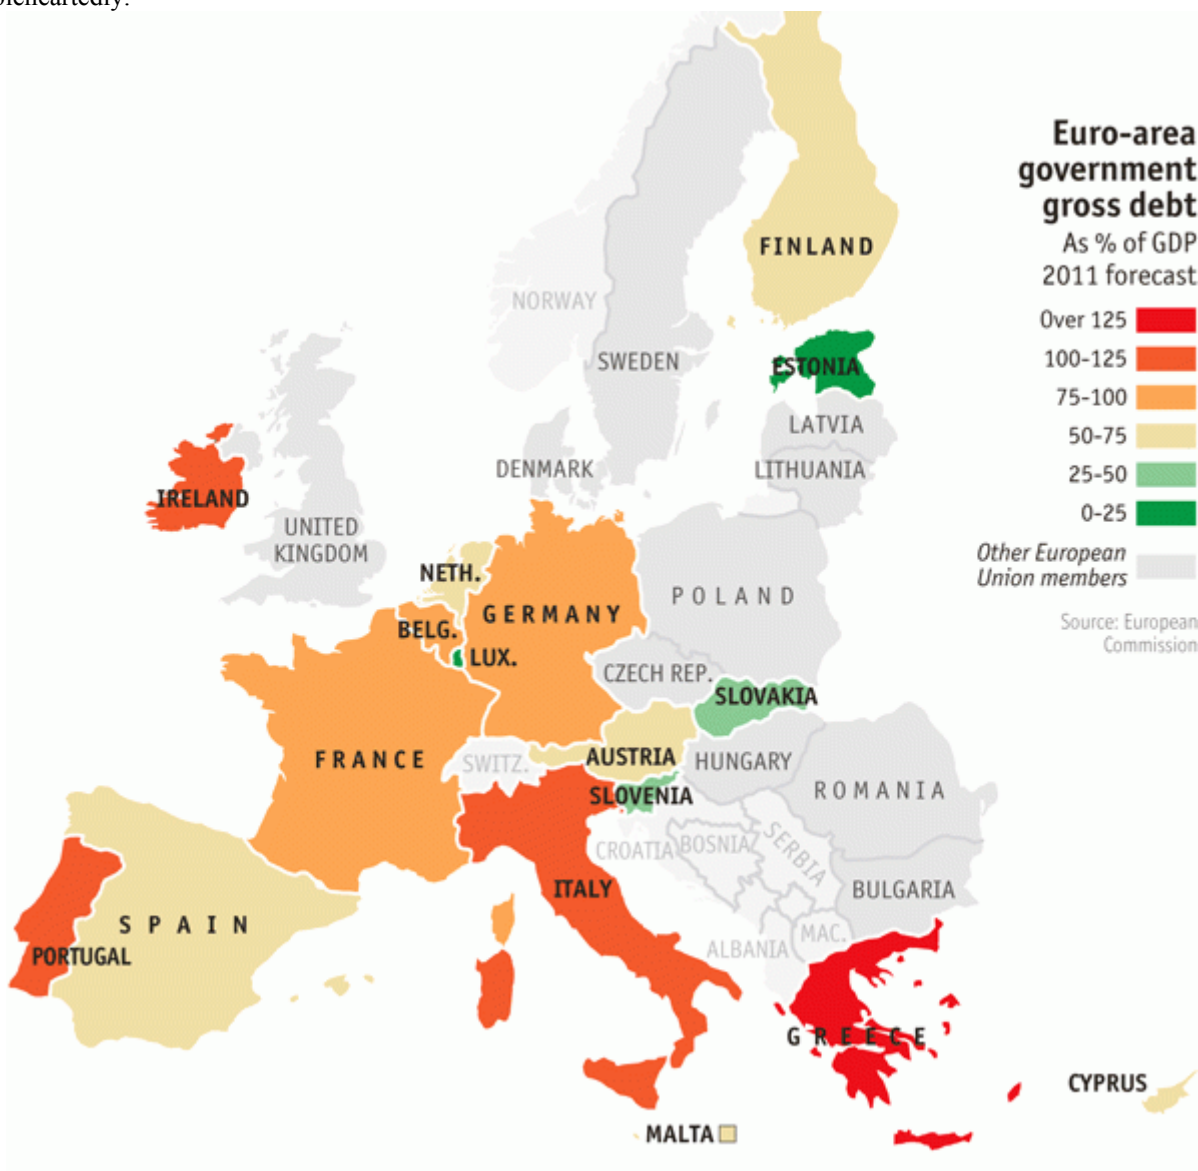 Euro-area
government
gross debt
As % of GDP
2011 forecast
Over 125
100-125
75-100
50-75
25-50
0-25
Other European
Union members
Source: European
Commission
FINLAND
NORWAY
SWEDEN
ESTONIA
LATVIA
LITHUANIA
DENMARK
IRELAND
UNITED
KINGDOM
NETH.
GERMANY
POLAND
BELG.
LUX.
CZECH REP.
SLOVAKIA
FRANCE
SWITZ.
AUSTRIA
HUNGARY
SLOVENIA
ROMANIA
CROATIA
BOSNIA
SERBIA
ITALY
BULGARIA
SPAIN
PORTUGAL
ALBANIA
MAC.
GREECE
CYPRUS
MALTA